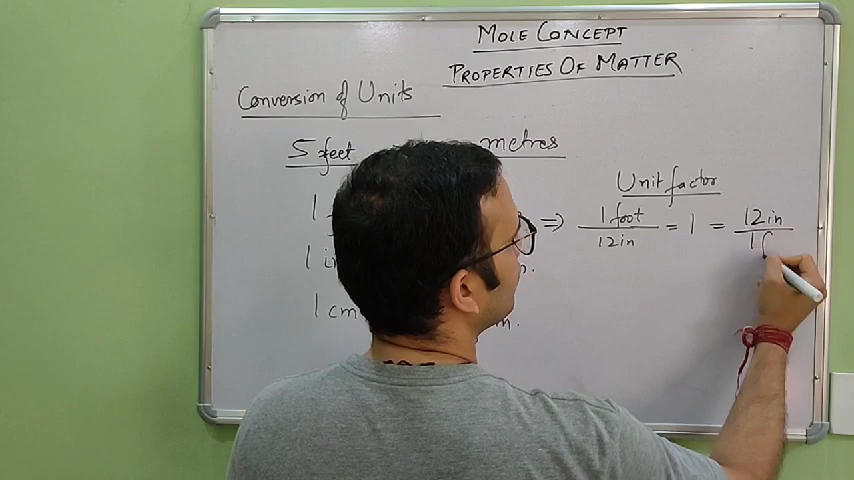 MOLE CONCEPT
PROPERTIES OF MATTER
Conversion of Units
5 feet metres
Unit factor
1 foot / 12 in = 1 = 12 in / 1
1
1 in n.
1 cm m.
⇒